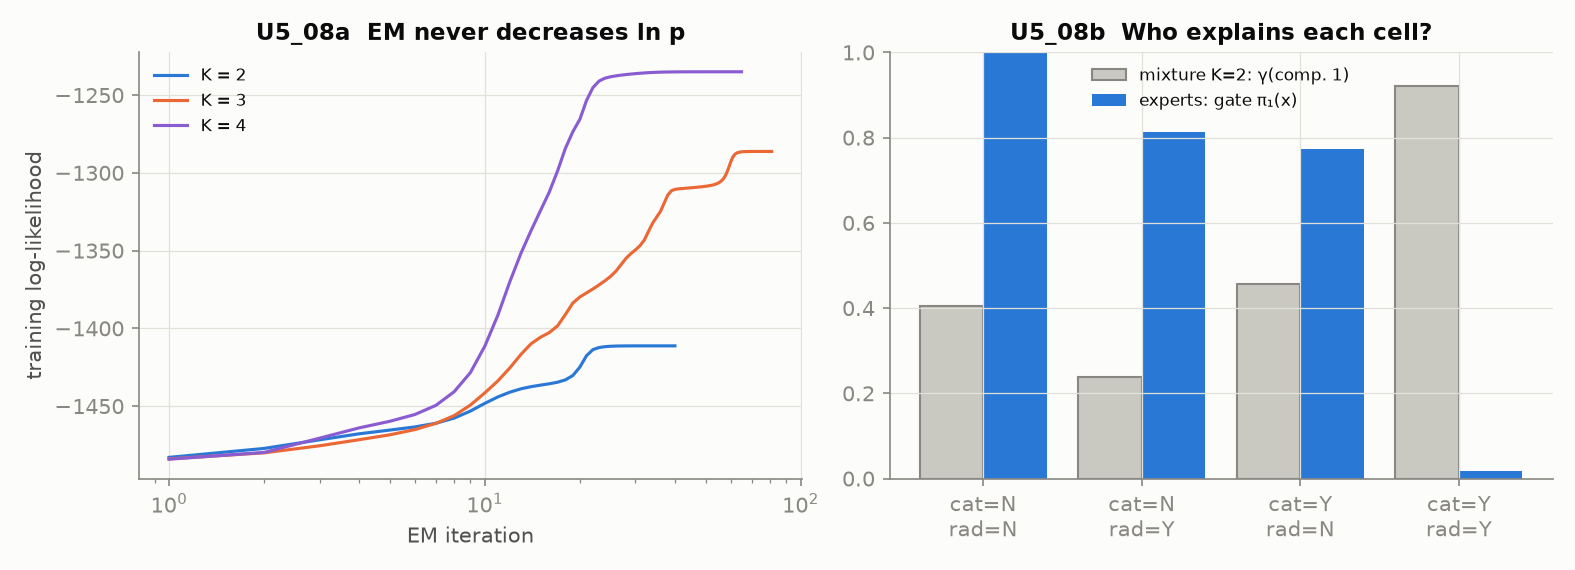 U5_08a  EM never decreases ln p
K = 2
K = 3
K = 4
training log-likelihood
−1250
−1300
−1350
−1400
−1450
10⁰
10¹
10²
EM iteration
U5_08b  Who explains each cell?
mixture K=2: γ(comp. 1)
experts: gate π₁(x)
1.0
0.8
0.6
0.4
0.2
0.0
cat=N
rad=N
cat=N
rad=Y
cat=Y
rad=N
cat=Y
rad=Y